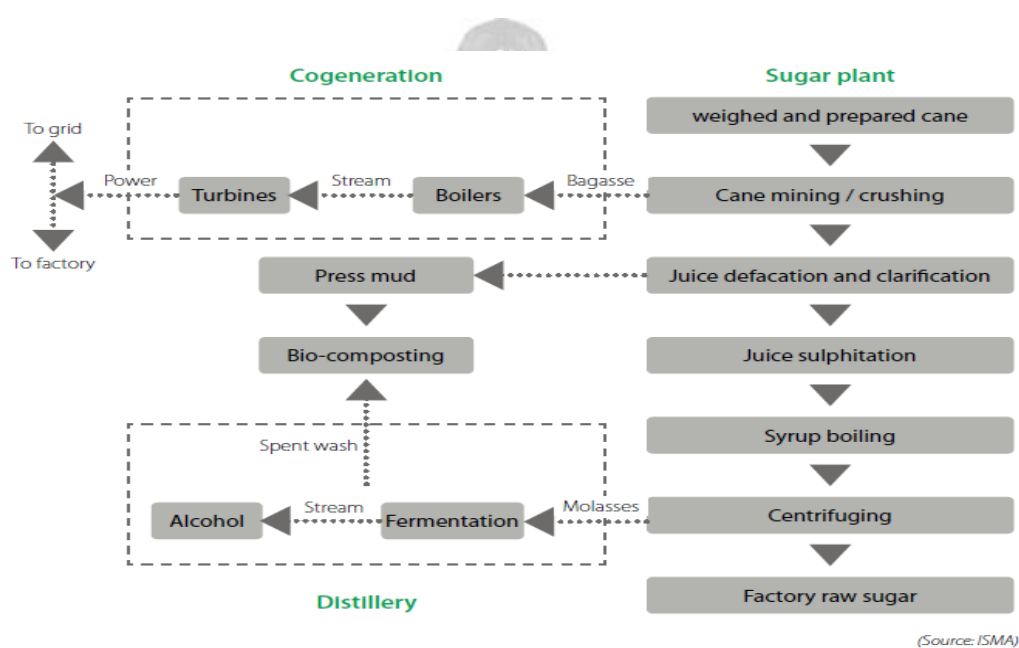 Cogeneration
Sugar plant
weighed and prepared cane
To grid
Power
Turbines
Stream
Boilers
Bagasse
Cane mining / crushing
To factory
Press mud
Juice defacation and clarification
Bio-composting
Juice sulphitation
Spent wash
Syrup boiling
Alcohol
Stream
Fermentation
Molasses
Centrifuging
Distillery
Factory raw sugar
(Source: ISMA)